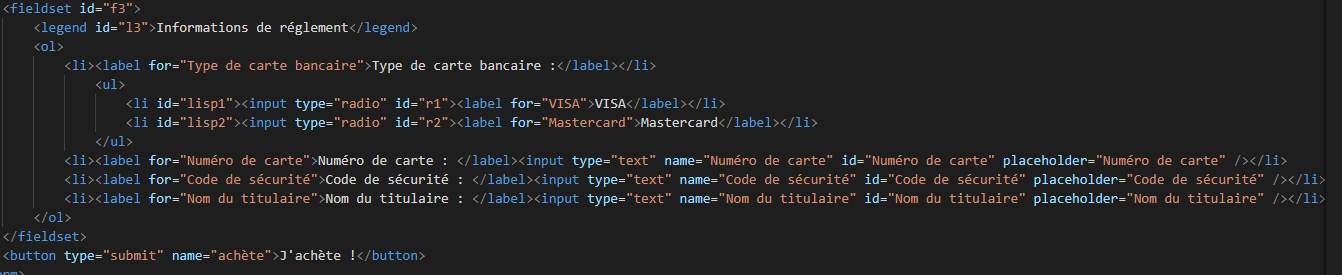 <fieldset id="f3">
<legend id="l3">Informations de réglement</legend>
<ol>
<li><label for="Type de carte bancaire">Type de carte bancaire :</label></li>
<ul>
<li id="lisp1"><input type="radio" id="r1"><label for="VISA">VISA</label></li>
<li id="lisp2"><input type="radio" id="r2"><label for="Mastercard">Mastercard</label></li>
</ul>
<li><label for="Numéro de carte">Numéro de carte : </label><input type="text" name="Numéro de carte" id="Numéro de carte" placeholder="Numéro de carte" /></li>
<li><label for="Code de sécurité">Code de sécurité : </label><input type="text" name="Code de sécurité" id="Code de sécurité" placeholder="Code de sécurité" /></li>
<li><label for="Nom du titulaire">Nom du titulaire : </label><input type="text" name="Nom du titulaire" id="Nom du titulaire" placeholder="Nom du titulaire" /></li>
</ol>
</fieldset>
<button type="submit" name="achète">J'achète !</button>